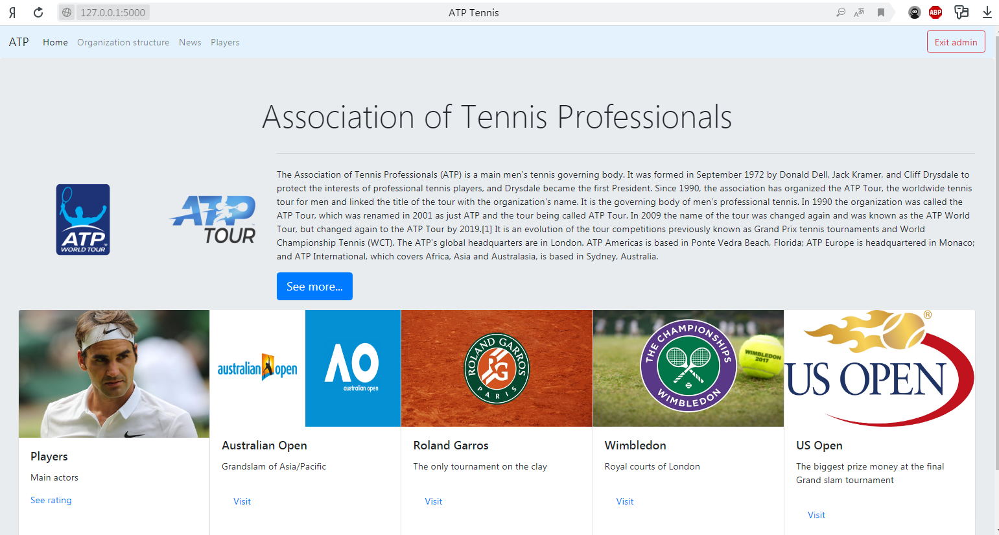 Я
127.0.0.1:5000
ATP Tennis
ABP
ATP Home Organization structure News Players
Exit admin
Association of Tennis Professionals
The Association of Tennis Professionals (ATP) is a main men's tennis governing body. It was formed in September 1972 by Donald Dell, Jack Kramer, and Cliff Drysdale to
protect the interests of professional tennis players, and Drysdale became the first President. Since 1990, the association has organized the ATP Tour, the worldwide tennis
tour for men and linked the title of the tour with the organization's name. It is the governing body of men's professional tennis. In 1990 the organization was called the
ATP Tour, which was renamed in 2001 as just ATP and the tour being called ATP Tour. In 2009 the name of the tour was changed again and was known as the ATP World
Tour, but changed again to the ATP Tour by 2019.[1] It is an evolution of the tour competitions previously known as Grand Prix tennis tournaments and World
Championship Tennis (WCT). The ATP's global headquarters are in London. ATP Americas is based in Ponte Vedra Beach, Florida; ATP Europe is headquartered in Monaco;
and ATP International, which covers Africa, Asia and Australasia, is based in Sydney, Australia.
ATP™
WORLD TOUR
ATP
TOUR
See more...
australian open
AO
australian open
ROLAND GARROS
RG
PARIS
THE CHAMPIONSHIPS
WIMBLEDON
WIMBLEDON
2017
®
US OPEN
Players
Main actors
See rating
Australian Open
Grandslam of Asia/Pacific
Visit
Roland Garros
The only tournament on the clay
Visit
Wimbledon
Royal courts of London
Visit
US Open
The biggest prize money at the final
Grand slam tournament
Visit